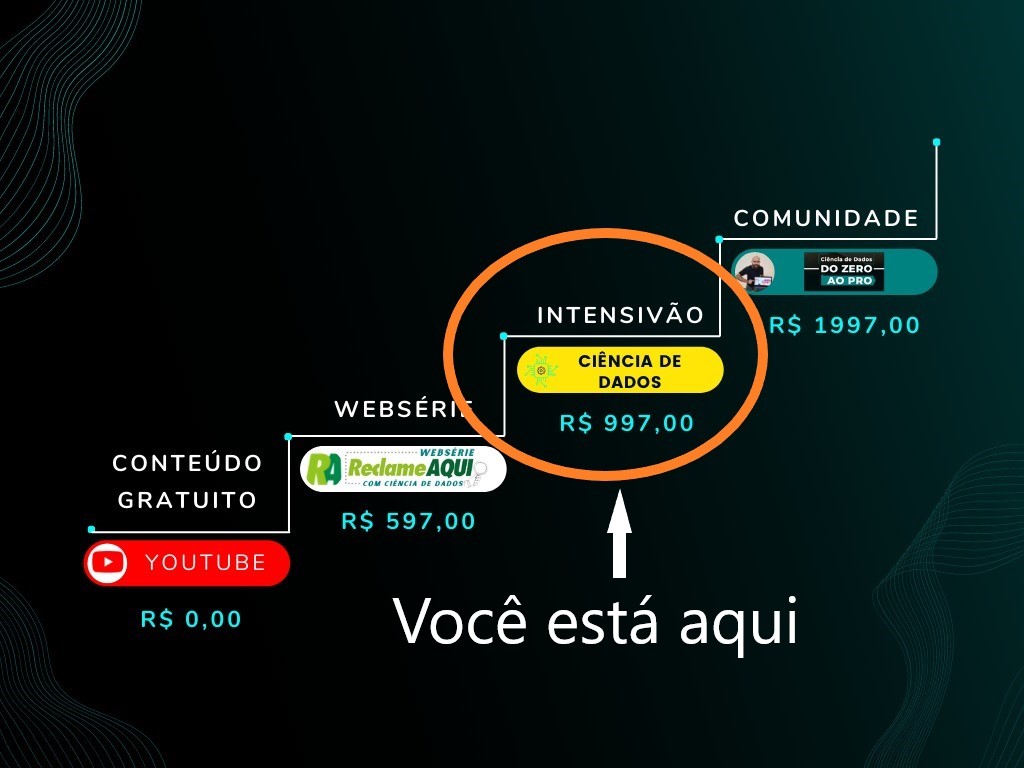 COMUNIDADE
Ciência de Dados
DO ZERO
AO PRO
R$ 1997,00
INTENSIVÃO
CIÊNCIA DE
DADOS
R$ 997,00
WEBSÉRIE
WEBSÉRIE
RA ReclameAQUI
COM CIÊNCIA DE DADOS
R$ 597,00
CONTEÚDO
GRATUITO
YOUTUBE
R$ 0,00
Você está aqui